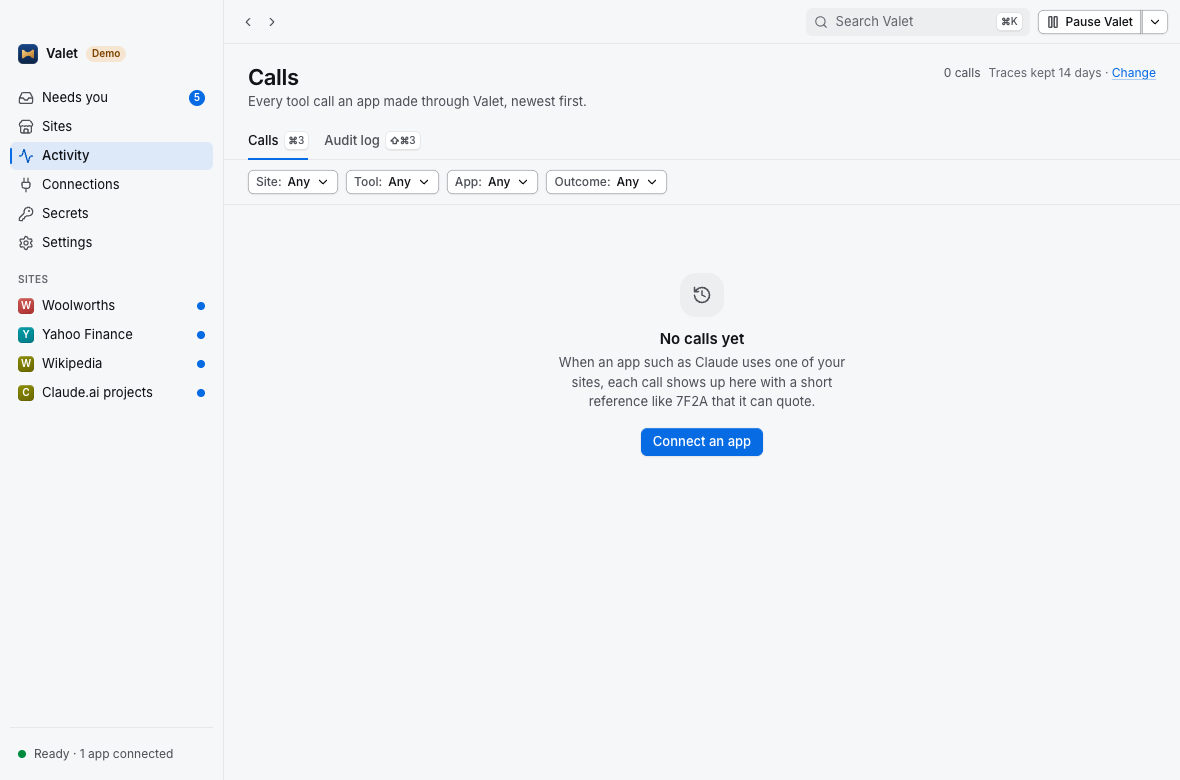 Valet Demo
Needs you 5
Sites
Activity
Connections
Secrets
Settings
SITES
W Woolworths
Y Yahoo Finance
W Wikipedia
C Claude.ai projects
Ready · 1 app connected
Search Valet ⌘K
Pause Valet
Calls
0 calls Traces kept 14 days · Change
Every tool call an app made through Valet, newest first.
Calls ⌘3 Audit log ⇧⌘3
Site: Any Tool: Any App: Any Outcome: Any
No calls yet
When an app such as Claude uses one of your
sites, each call shows up here with a short
reference like 7F2A that it can quote.
Connect an app